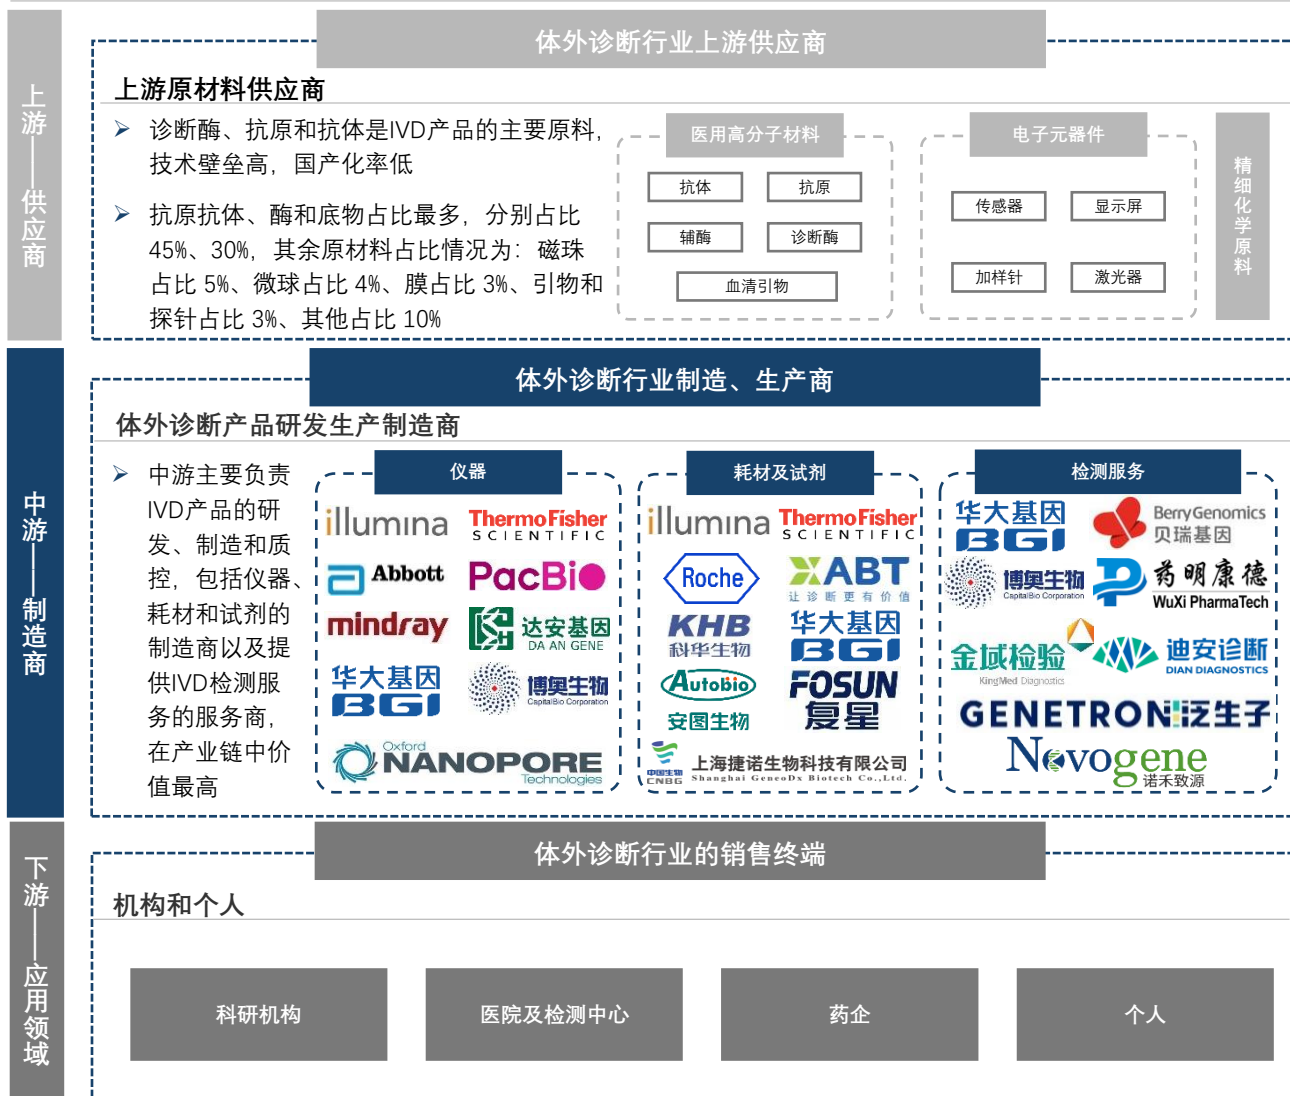 上游——供应商
体外诊断行业上游供应商
上游原材料供应商
诊断酶、抗原和抗体是IVD产品的主要原料,
技术壁垒高，国产化率低
抗原抗体、酶和底物占比最多，分别占比
45%、30%，其余原材料占比情况为：磁珠
占比 5%、微球占比 4%、膜占比 3%、引物和
探针占比 3%、其他占比 10%
医用高分子材料
抗体
抗原
辅酶
诊断酶
血清引物
电子元器件
传感器
显示屏
加样针
激光器
精细化学原料
中游——制造商
体外诊断行业制造、生产商
体外诊断产品研发生产制造商
中游主要负责
IVD产品的研
发、制造和质
控，包括仪器、
耗材和试剂的
制造商以及提
供IVD检测服
务的服务商，
在产业链中价
值最高
仪器
illumina
ThermoFisher
SCIENTIFIC
Abbott
PacBio
mindray
达安基因
DA AN GENE
华大基因
BGI
博奥生物
CapitalBio Corporation
Oxford
NANOPORE
Technologies
耗材及试剂
illumina
ThermoFisher
SCIENTIFIC
Roche
XABT
让诊断更有价值
KHB
科华生物
华大基因
BGI
Autobio
安图生物
FOSUN
复星
中国生物
CNBG
上海捷诺生物科技有限公司
Shanghai GeneoDx Biotech Co.,Ltd.
检测服务
华大基因
BGI
BerryGenomics
贝瑞基因
博奥生物
CapitalBio Corporation
药明康德
WuXi PharmaTech
金域检验
KingMed Diagnostics
迪安诊断
DIAN DIAGNOSTICS
GENETRON 泛生子
Novogene
诺禾致源
下游——应用领域
体外诊断行业的销售终端
机构和个人
科研机构
医院及检测中心
药企
个人